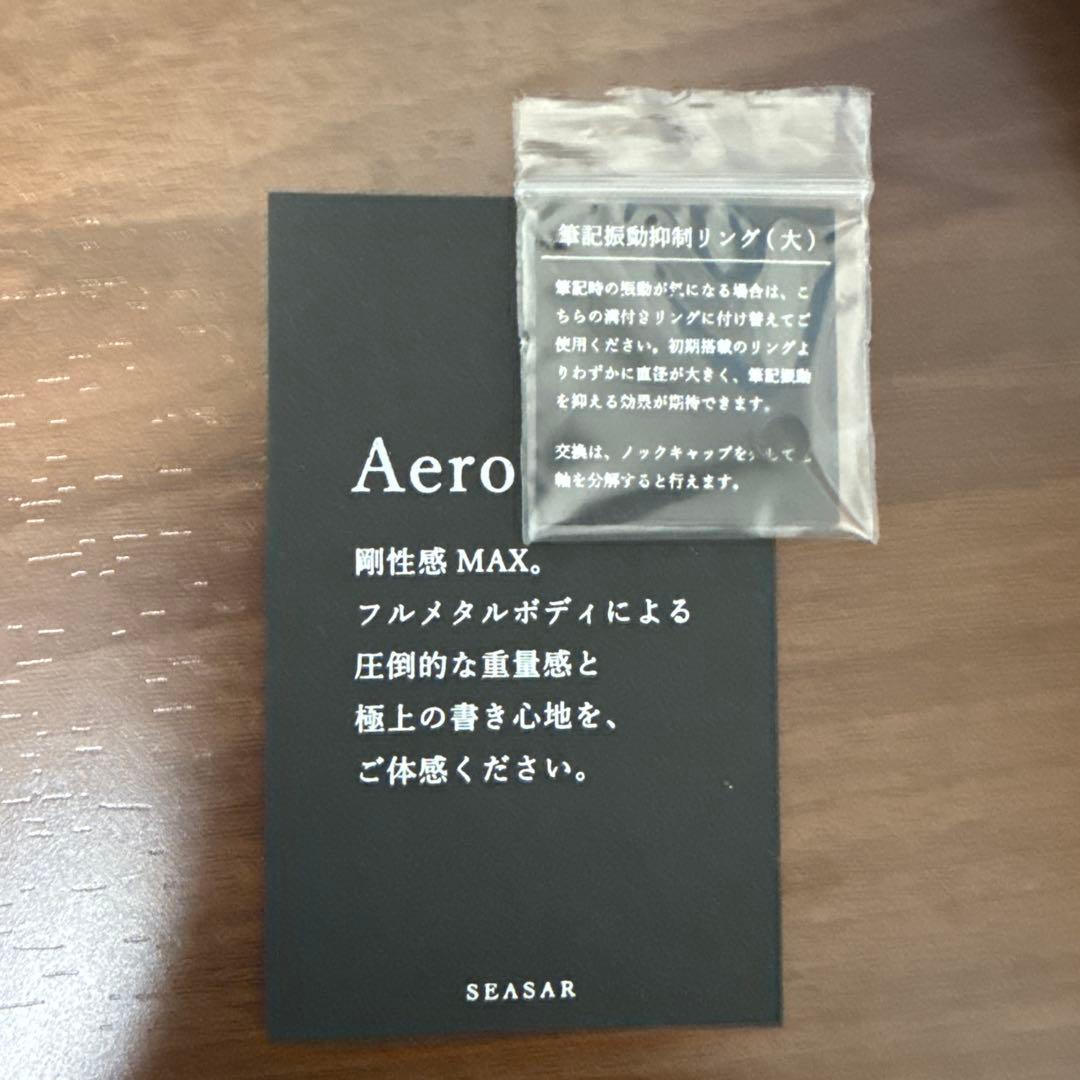 筆記振動抑制リング(大)
筆記時の振動が気になる場合は、こ
ちらの溝付きリングに付け替えてご
使用ください。初期搭載のリングよ
りわずかに直径が大きく、筆記振動
を抑える効果が期待できます。
交換は、ノックキャップを外して
軸を分解すると行えます。
Aero
剛性感 MAX。
フルメタルボディによる
圧倒的な重量感と
極上の書き心地を、
ご体感ください。
SEASAR